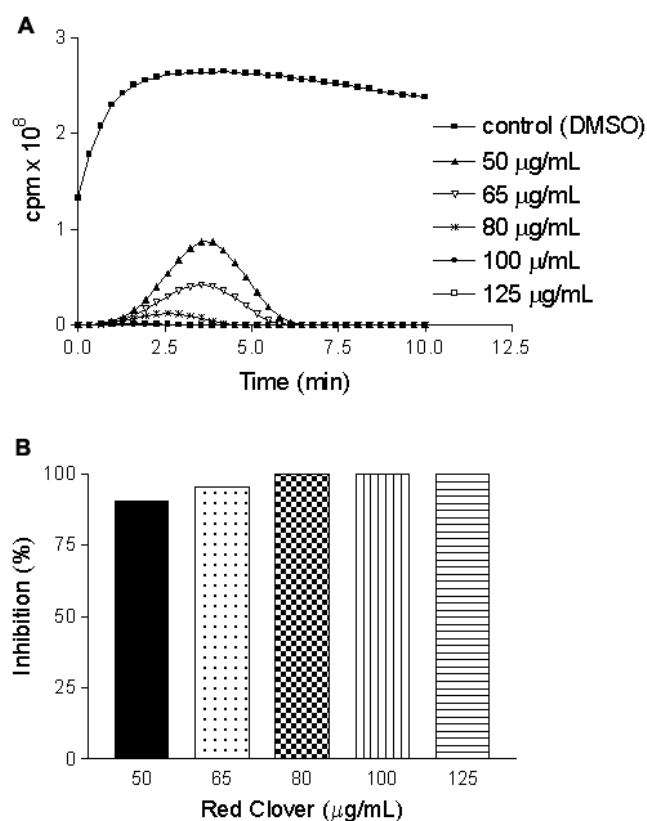 A
3
2
1
0
cpm x 10⁸
0.0 2.5 5.0 7.5 10.0 12.5
Time (min)
control (DMSO)
50 μg/mL
65 μg/mL
80 μg/mL
100 μ/mL
125 μg/mL
B
100
75
50
25
0
Inhibition (%)
50 65 80 100 125
Red Clover (μg/mL)